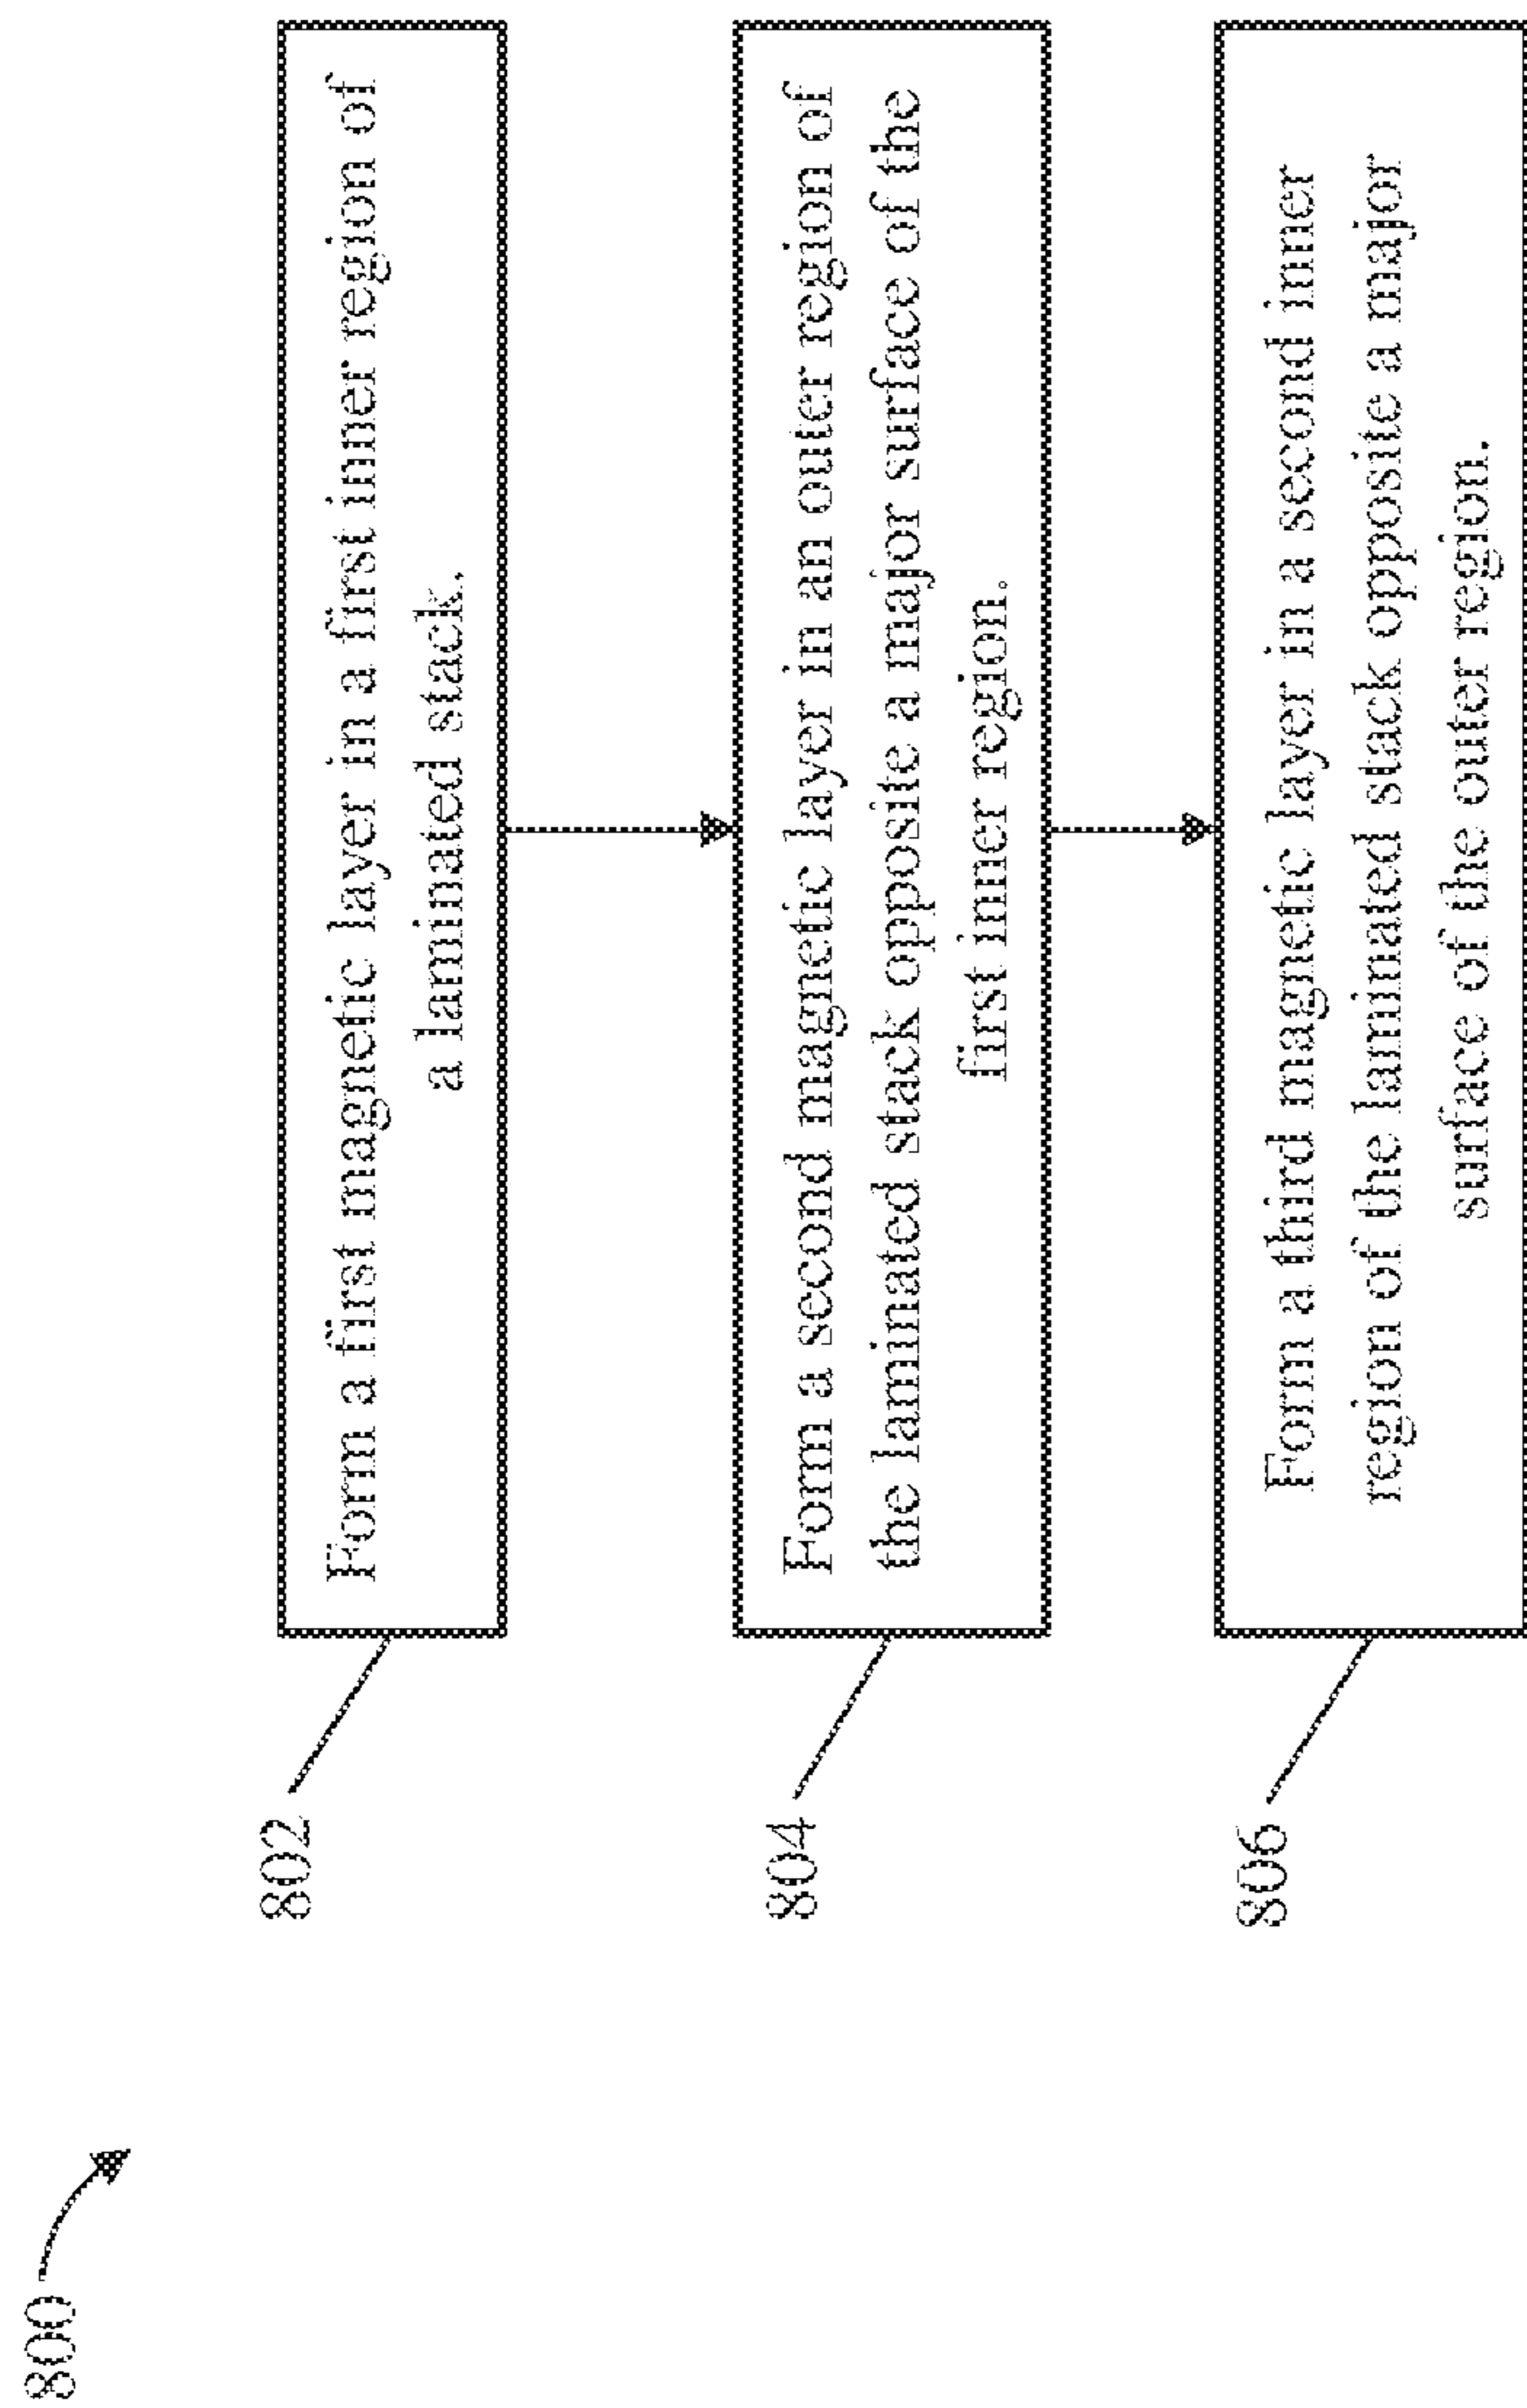 800
802
Form a first magnetic layer in a first inner region of
a laminated stack.
804
Form a second magnetic layer in an outer region of
the laminated stack opposite a major surface of the
first inner region.
806
Form a third magnetic layer in a second inner
region of the laminated stack opposite a major
surface of the outer region.